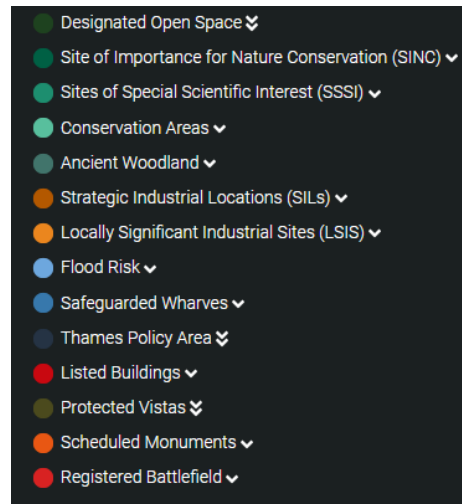 Designated Open Space
Site of Importance for Nature Conservation (SINC)
Sites of Special Scientific Interest (SSSI)
Conservation Areas
Ancient Woodland
Strategic Industrial Locations (SILs)
Locally Significant Industrial Sites (LSIS)
Flood Risk
Safeguarded Wharves
Thames Policy Area
Listed Buildings
Protected Vistas
Scheduled Monuments
Registered Battlefield